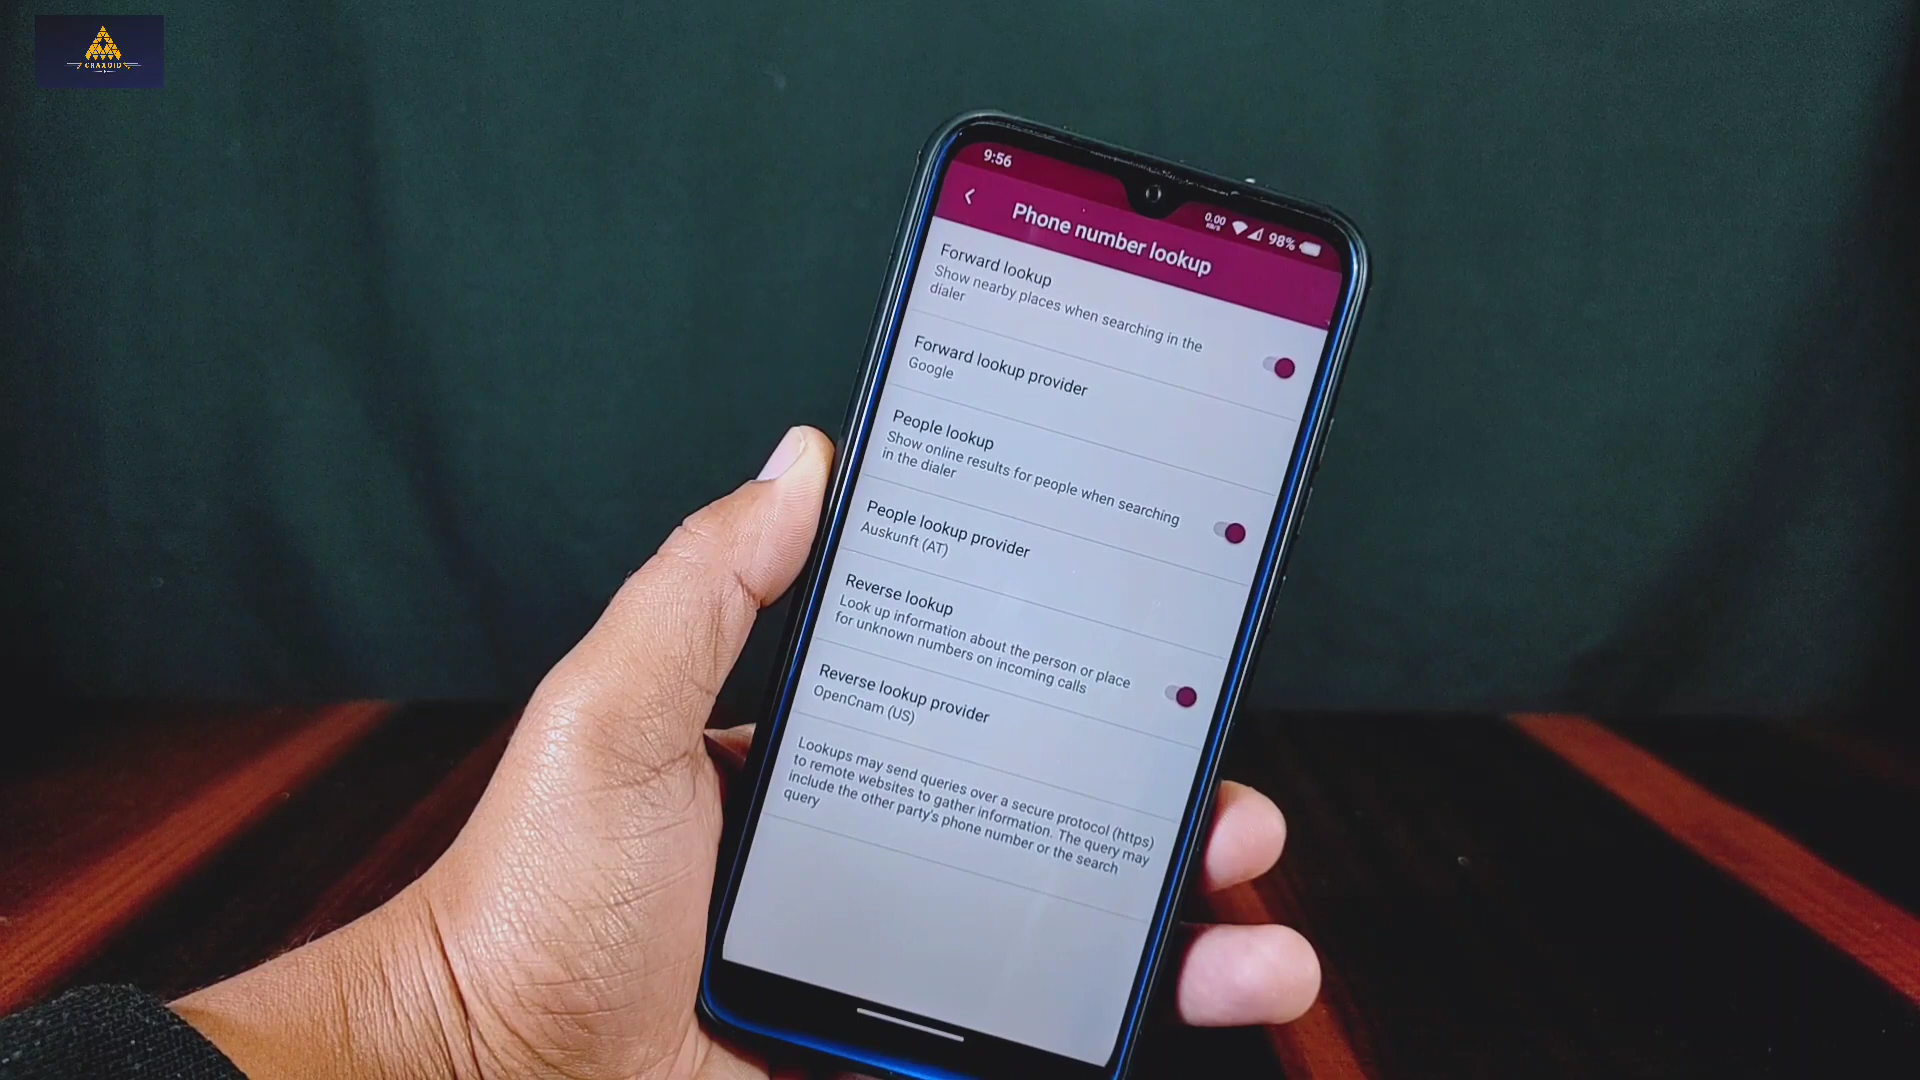 CRAXOID
9:56
0.00
KB/S
98%
Phone number lookup
Forward lookup
Show nearby places when searching in the
dialer
Forward lookup provider
Google
People lookup
Show online results for people when searching
in the dialer
People lookup provider
Auskunft (AT)
Reverse lookup
Look up information about the person or place
for unknown numbers on incoming calls
Reverse lookup provider
OpenCnam (US)
Lookups may send queries over a secure protocol (https)
to remote websites to gather information. The query may
include the other party's phone number or the search
query